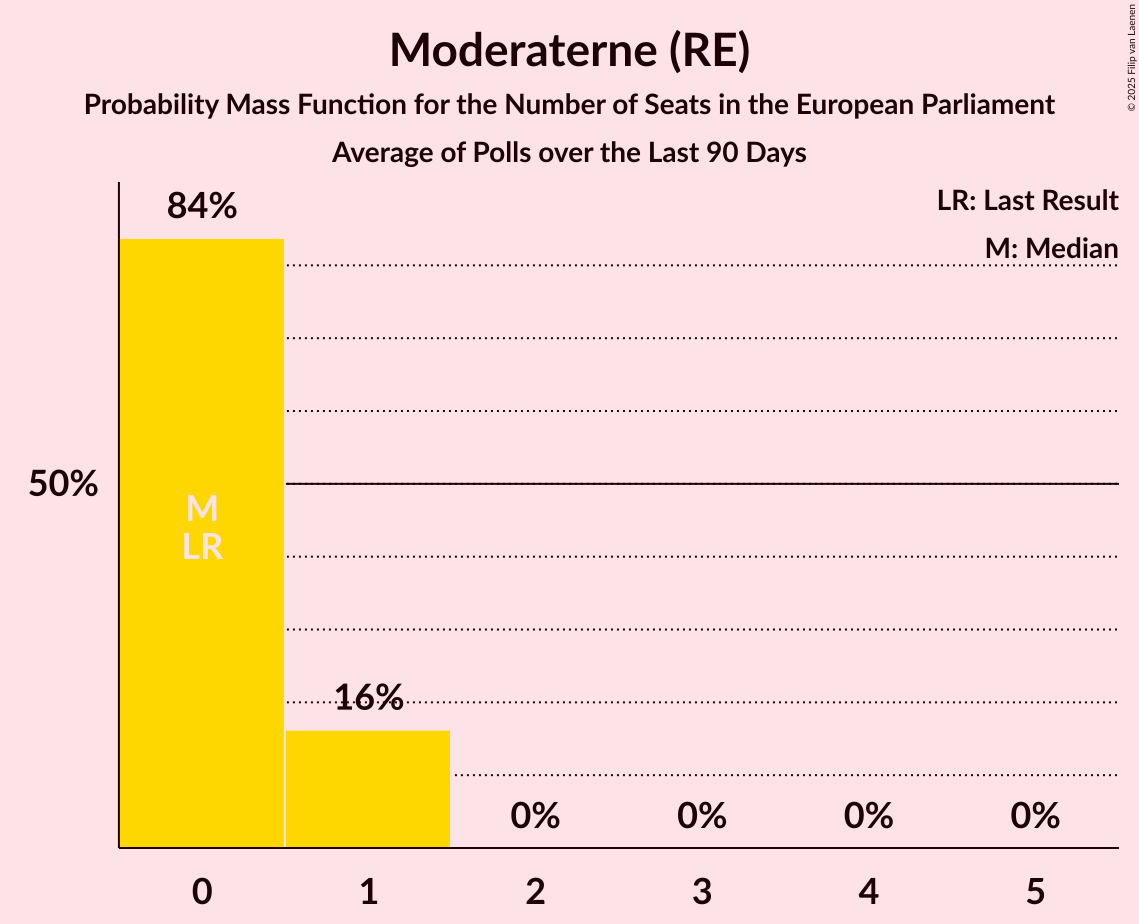 Moderaterne (RE)
Probability Mass Function for the Number of Seats in the European Parliament
Average of Polls over the Last 90 Days
© 2025 Filip van Laenen
LR: Last Result
M: Median
84%
50%
M
LR
16%
0%
0%
0%
0%
0
1
2
3
4
5